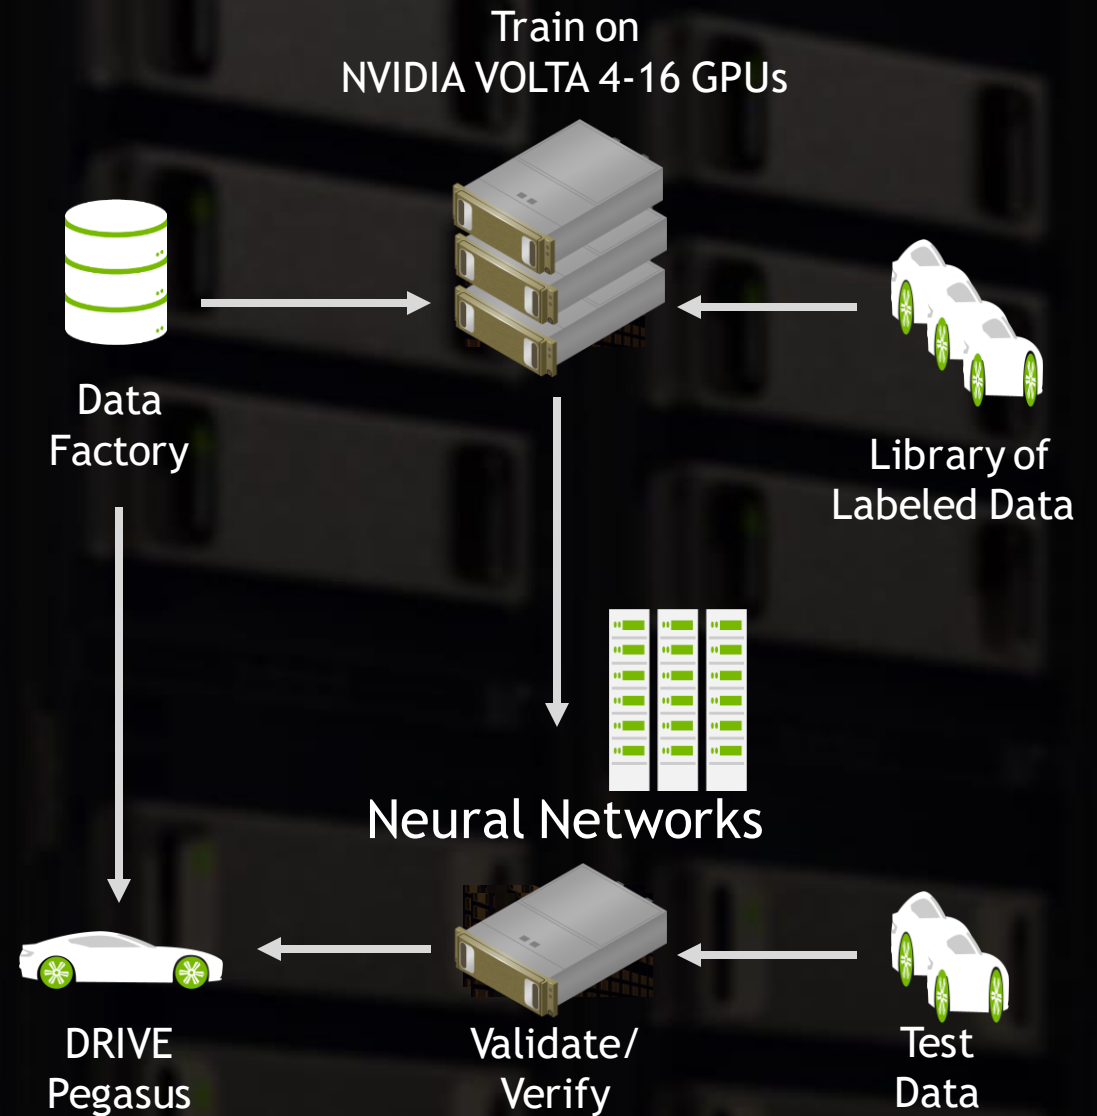 Train on
NVIDIA VOLTA 4-16 GPUs
Data
Factory
Library of
Labeled Data
Neural Networks
DRIVE
Pegasus
Validate/
Verify
Test
Data